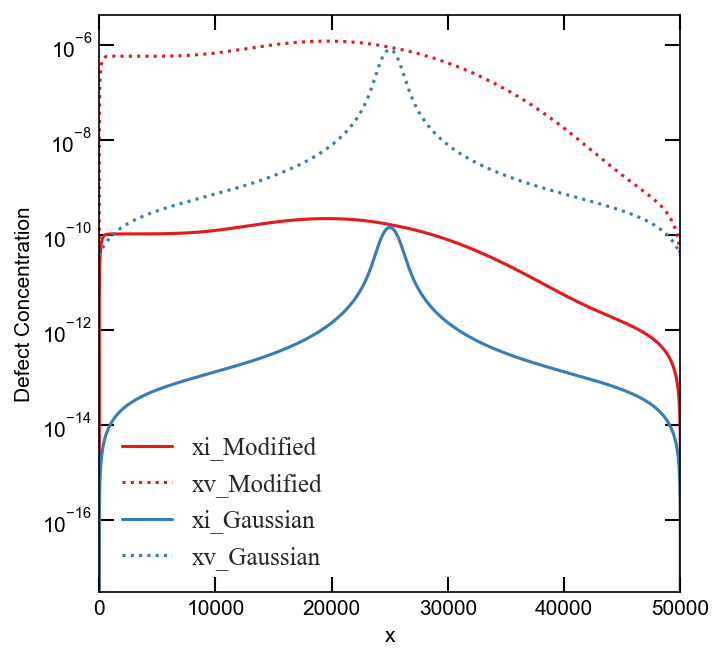 Defect Concentration
10−6
10−8
10−10
10−12
10−14
10−16
xi_Modified
xv_Modified
xi_Gaussian
xv_Gaussian
0 10000 20000 30000 40000 50000
x